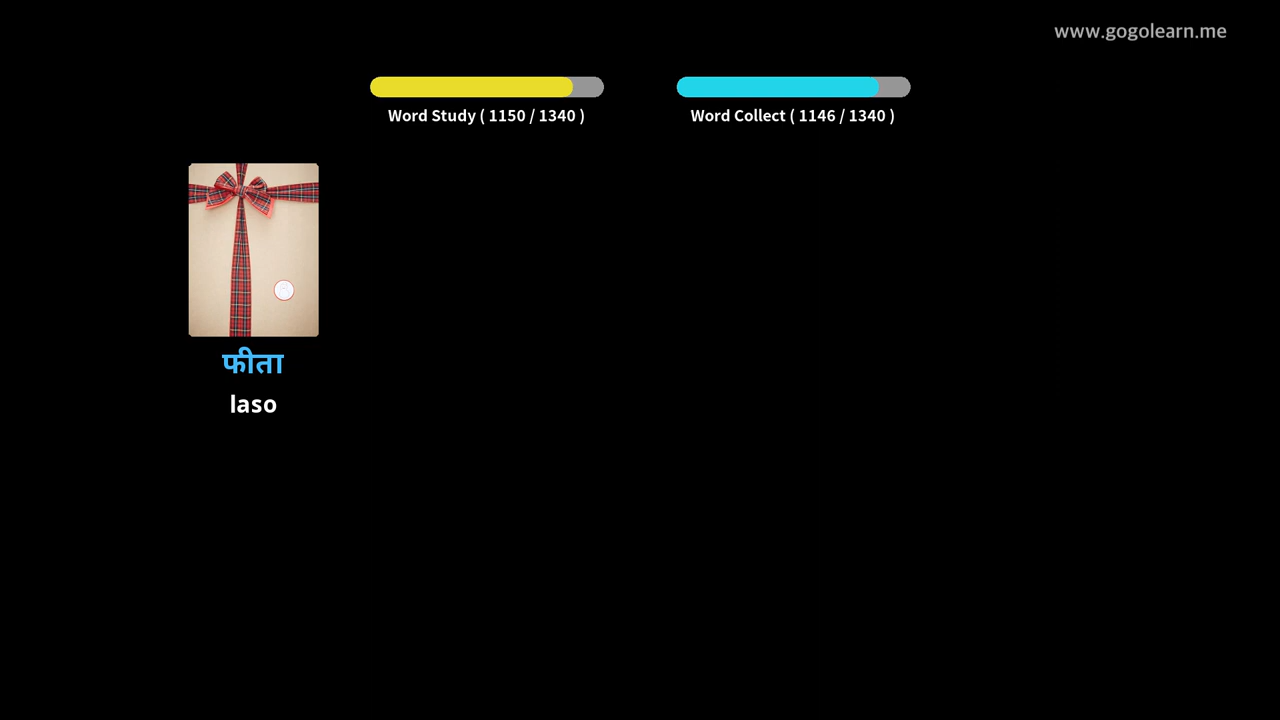 www.gogolearn.me
Word Study ( 1150 / 1340 )
Word Collect ( 1146 / 1340 )
फीता
laso